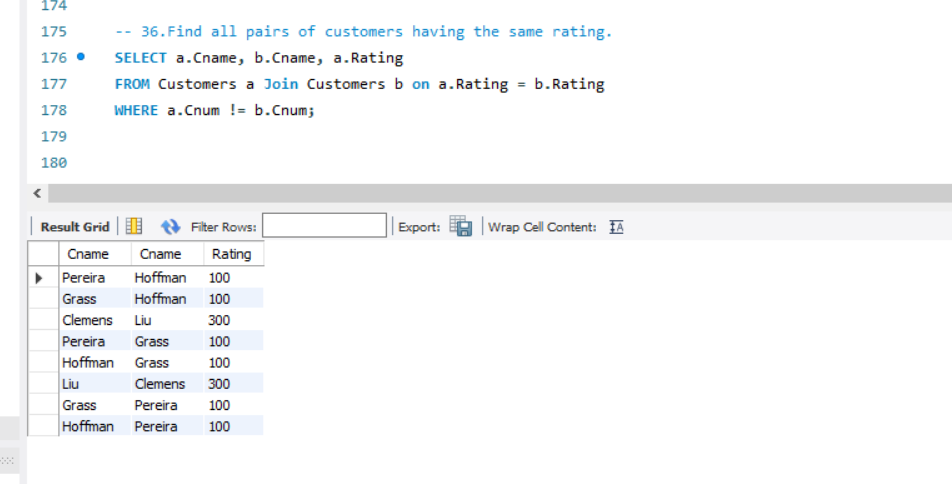 174
175 -- 36.Find all pairs of customers having the same rating.
176 SELECT a.Cname, b.Cname, a.Rating
177 FROM Customers a Join Customers b on a.Rating = b.Rating
178 WHERE a.Cnum != b.Cnum;
179
180
Result Grid Filter Rows: Export: Wrap Cell Content: IA
Cname Cname Rating
Pereira Hoffman 100
Grass Hoffman 100
Clemens Liu 300
Pereira Grass 100
Hoffman Grass 100
Liu Clemens 300
Grass Pereira 100
Hoffman Pereira 100